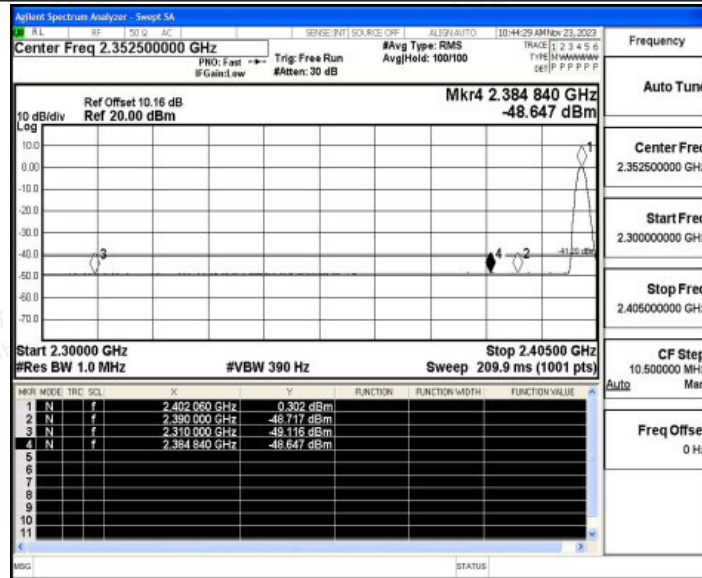 Agilent Spectrum Analyzer - Swept SA
RL RF 50 Ω AC SENSE:INT SOURCE OFF ALIGNAUTO 10:44:29 AM Nov 23, 2023
Center Freq 2.352500000 GHz
PNO: Fast
IFGain:Low
Trig: Free Run
#Atten: 30 dB
#Avg Type: RMS
Avg|Hold: 100/100
TRACE 1 2 3 4 5 6
TYPE M WWWWW
DET P P P P P P
Ref Offset 10.16 dB
10 dB/div Ref 20.00 dBm
Log
Mkr4 2.384 840 GHz
-48.647 dBm
10.0
0.00
-10.0
-20.0
-30.0
-40.0
-50.0
-60.0
-70.0
1
3
4
2
-41.20 dBm
Start 2.30000 GHz Stop 2.40500 GHz
#Res BW 1.0 MHz #VBW 390 Hz Sweep 209.9 ms (1001 pts)
MKR MODE TRC SCL X Y FUNCTION FUNCTION WIDTH FUNCTION VALUE
1 N f 2.402 060 GHz 0.302 dBm
2 N f 2.390 000 GHz -48.717 dBm
3 N f 2.310 000 GHz -49.116 dBm
4 N f 2.384 840 GHz -48.647 dBm
5
6
7
8
9
10
11
MSG STATUS
Frequency
Auto Tune
Center Freq
2.352500000 GHz
Start Freq
2.300000000 GHz
Stop Freq
2.405000000 GHz
CF Step
10.500000 MHz
Auto Man
Freq Offset
0 Hz